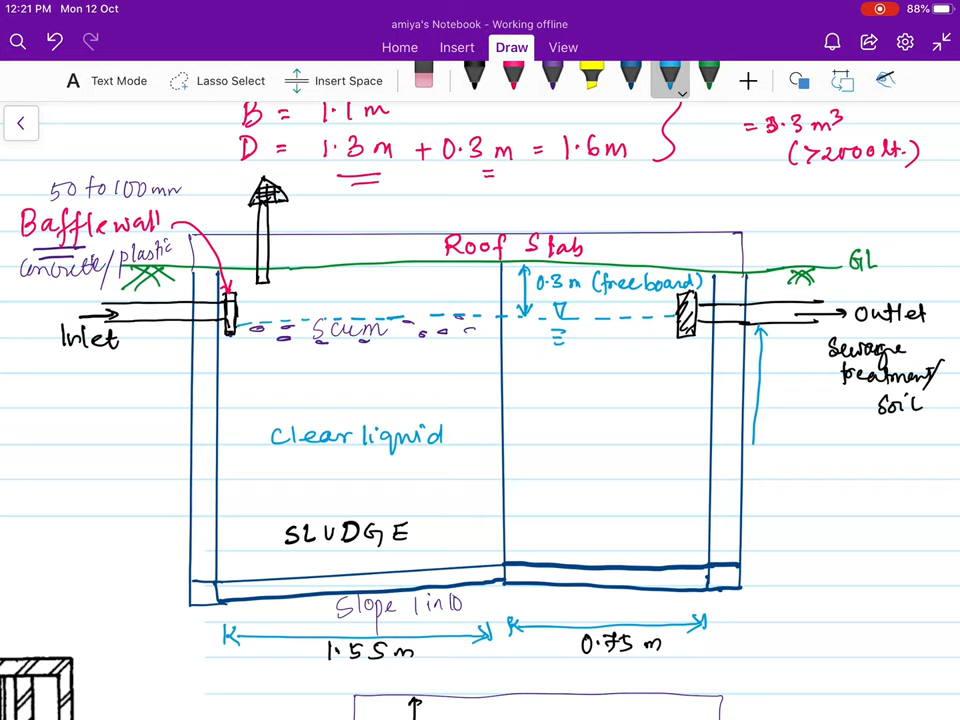 12:21 PM Mon 12 Oct
88%
amiya's Notebook - Working offline
Home Insert Draw View
Text Mode Lasso Select Insert Space
B = 1.1 m
D = 1.3 m + 0.3 m = 1.6 m
= 3.3 m³
(>2000 lt.)
50 to 100 mm
Bafflewall
concrete/plastic
Roof Slab
GL
0.3 m (freeboard)
Inlet
scum
Outlet
Sewage
treatment/
Soil
Clear liquid
SLUDGE
Slope 1 in 10
1.55 m
0.75 m